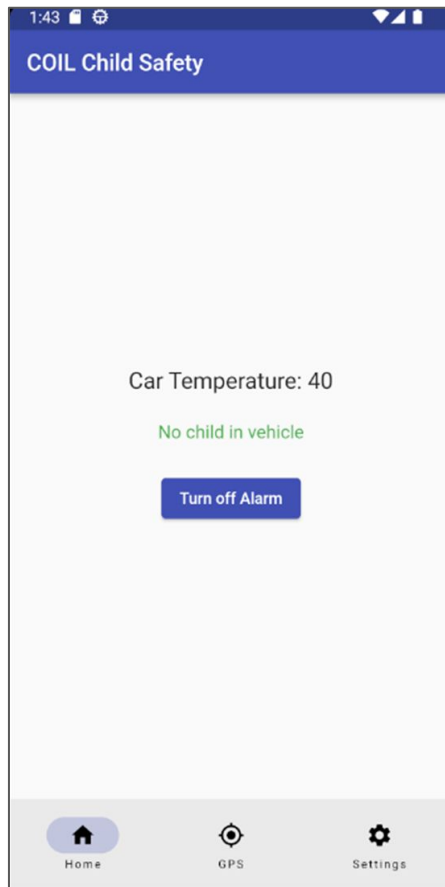 1:43
COIL Child Safety
Car Temperature: 40
No child in vehicle
Turn off Alarm
Home GPS Settings